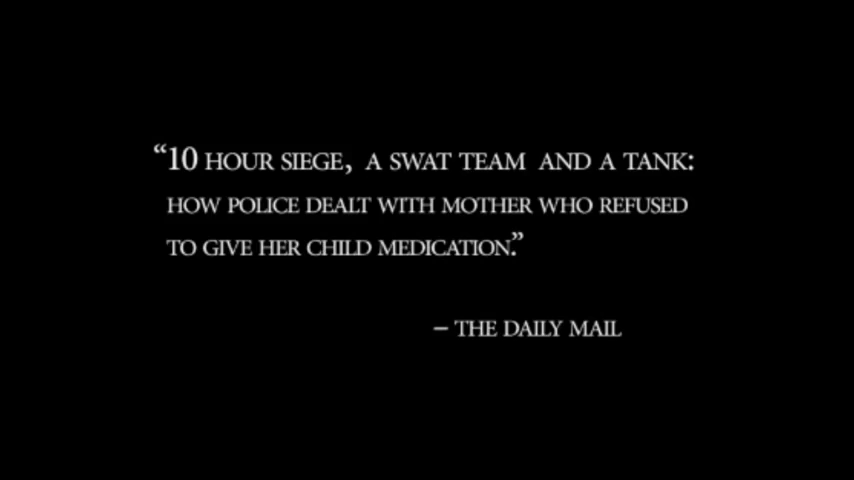 “10 HOUR SIEGE, A SWAT TEAM AND A TANK:
HOW POLICE DEALT WITH MOTHER WHO REFUSED
TO GIVE HER CHILD MEDICATION.”
– THE DAILY MAIL